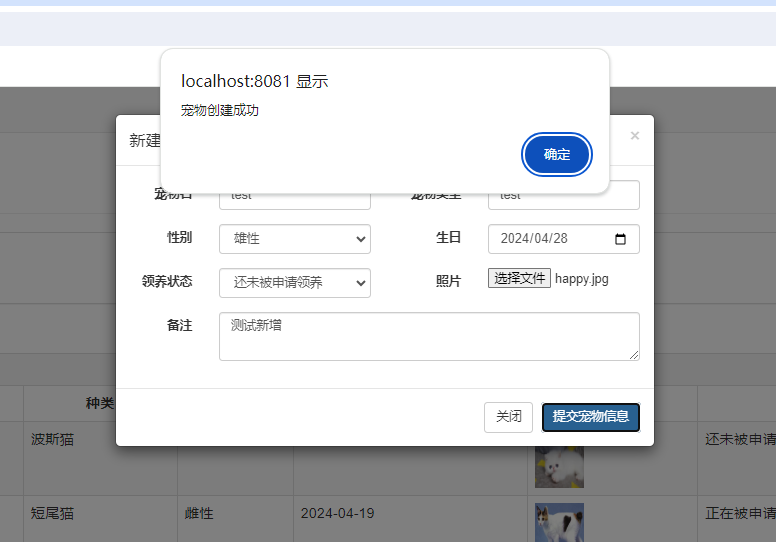 localhost:8081 显示
宠物创建成功
确定
新建
×
宠物名 test 宠物类型 test
性别 雄性 生日 2024/04/28
领养状态 还未被申请领养 照片 选择文件 happy.jpg
备注 测试新增
关闭 提交宠物信息
种类
波斯猫 还未被申请
短尾猫 雌性 2024-04-19 正在被申请